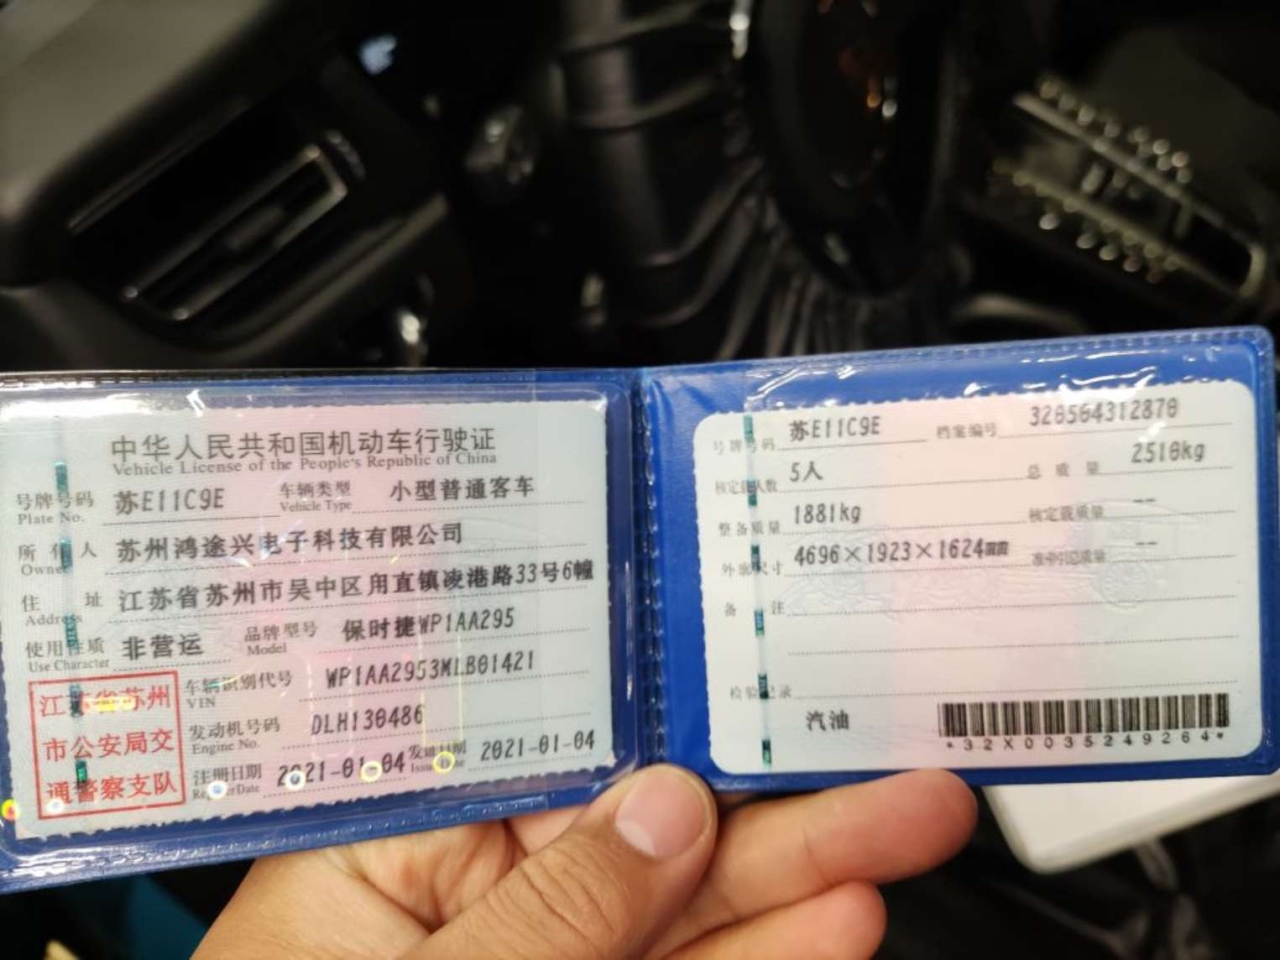 中华人民共和国机动车行驶证
Vehicle License of the People's Republic of China
号牌号码 苏E11C9E 车辆类型 小型普通客车
Plate No. Vehicle Type
所有人 苏州鸿途兴电子科技有限公司
Owner
住址 江苏省苏州市吴中区甪直镇凌港路33号6幢
Address
使用性质 非营运 品牌型号 保时捷WP1AA295
Use Character Model
江苏省苏州
市公安局交
通警察支队
车辆识别代号 WP1AA2953MLB01421
VIN
发动机号码 DLH130486
Engine No.
注册日期 2021-01-04 发证日期 2021-01-04
Register Date Issue Date
号牌号码 苏E11C9E 档案编号 320564312870
核定载人数 5人 总质量 2510kg
整备质量 1881kg 核定载质量 --
外廓尺寸 4696×1923×1624mm 准牵引总质量 --
备注
检验记录
汽油
*32X0035249264*